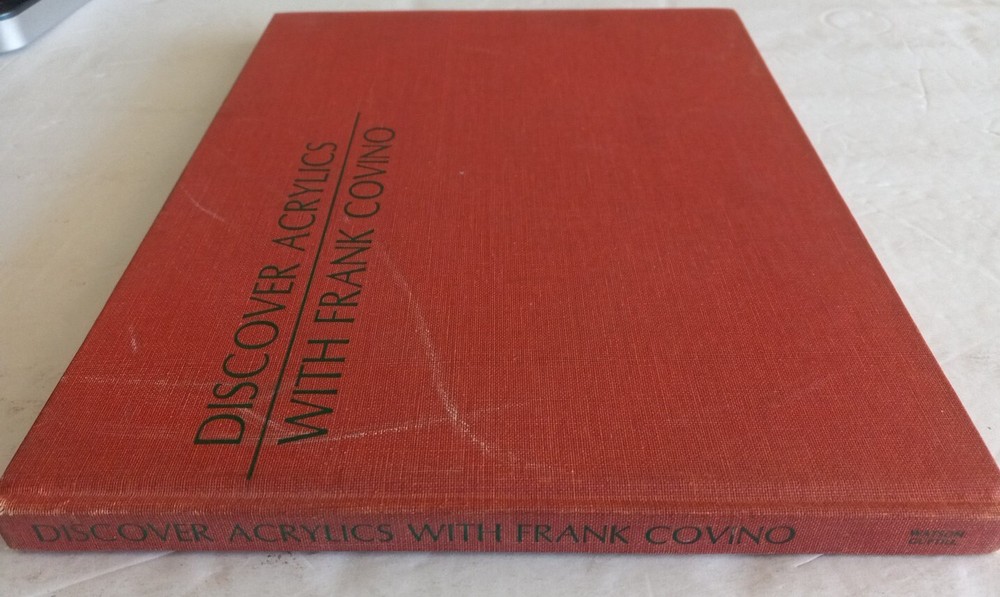 DISCOVER ACRYLICS
WITH FRANK COVINO
DISCOVER ACRYLICS WITH FRANK COVINO
WATSON
GUPTILL